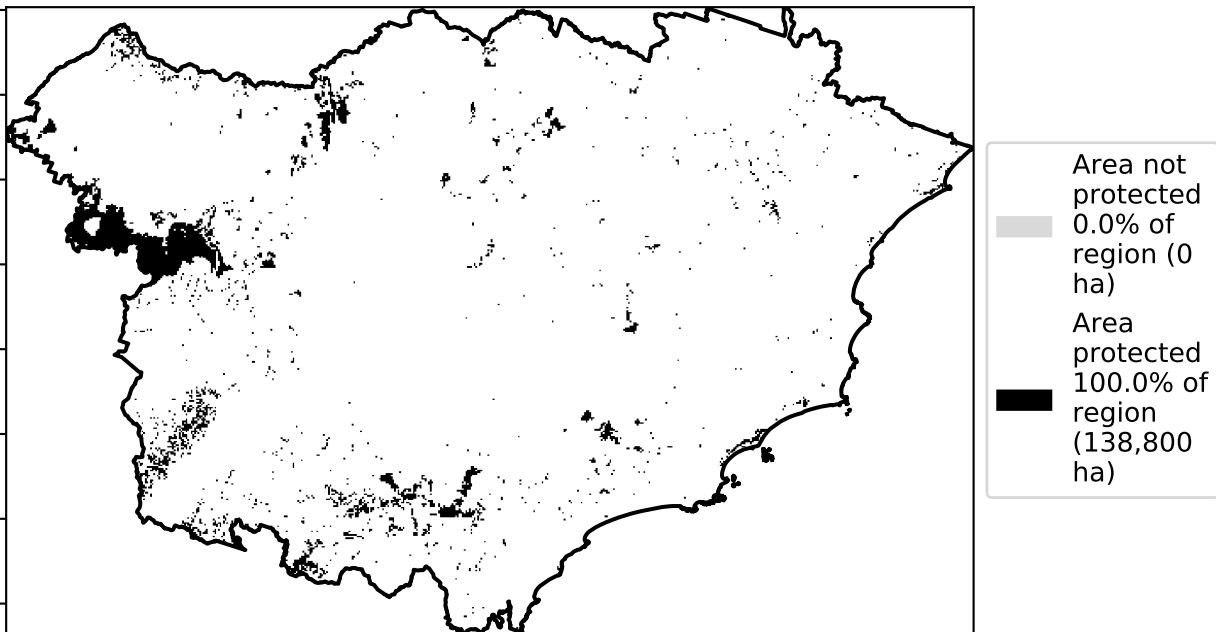 Area not
protected
0.0% of
region (0
ha)
Area
protected
100.0% of
region
(138,800
ha)